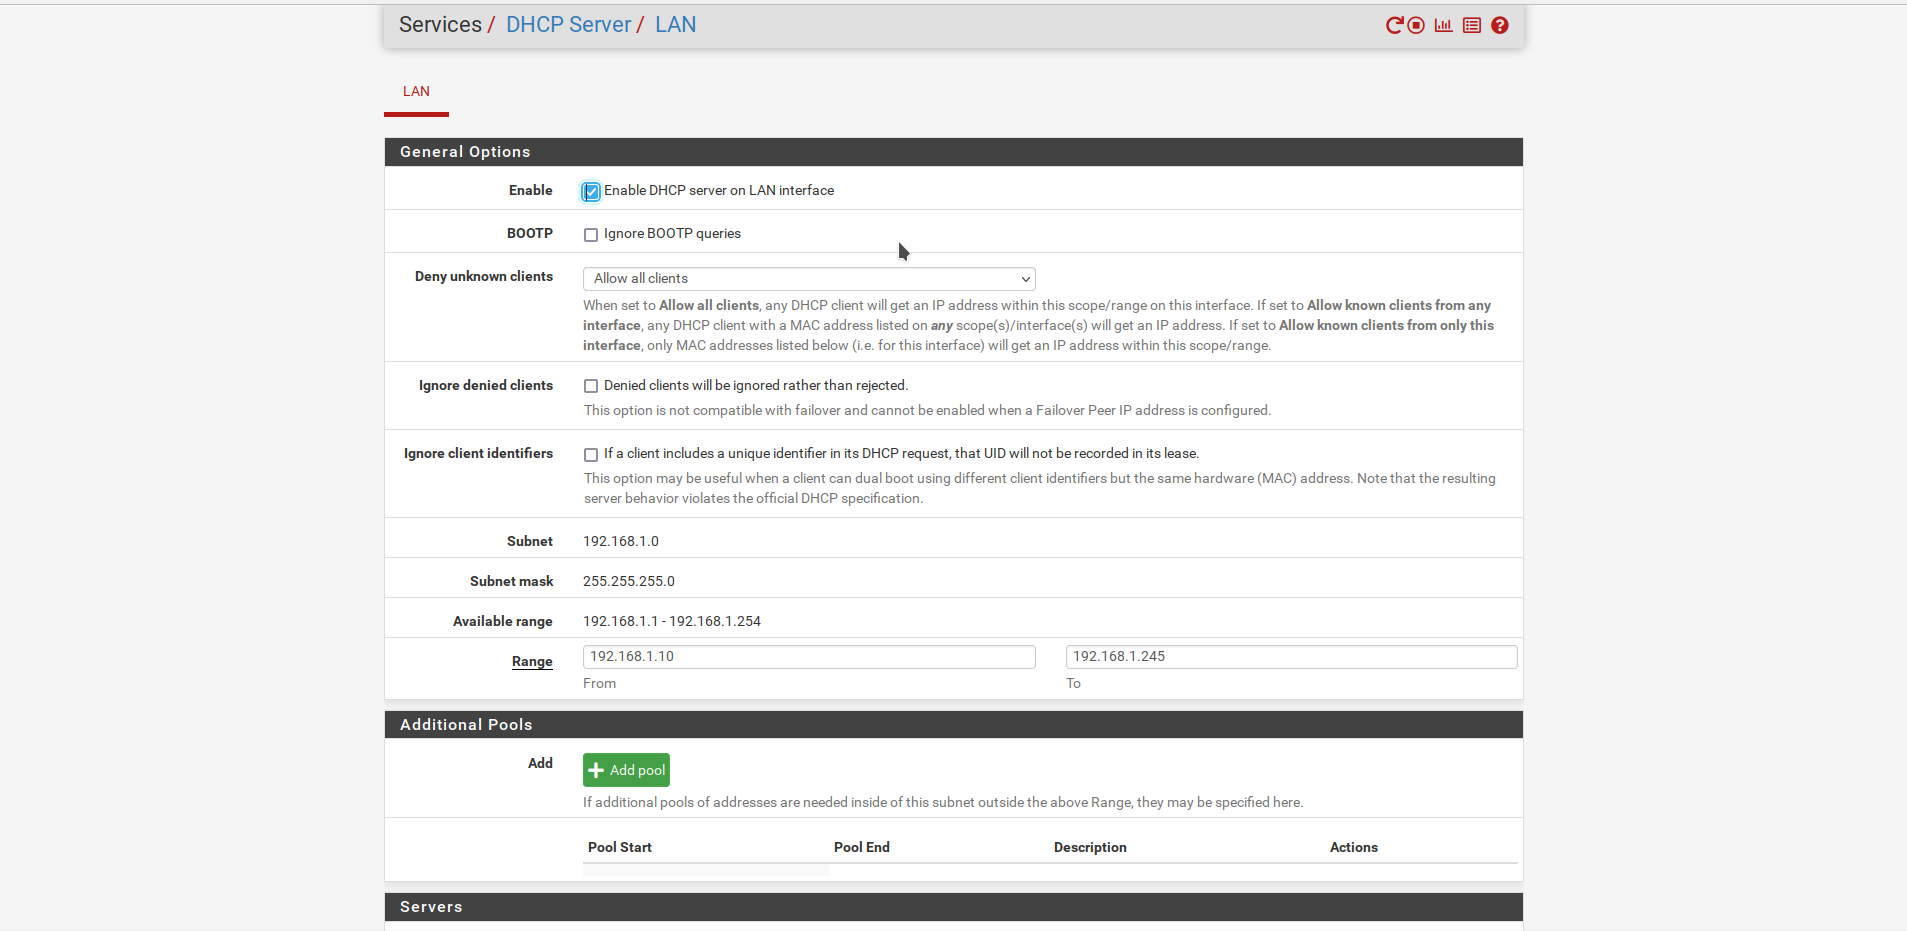 Services / DHCP Server / LAN
LAN
General Options
Enable Enable DHCP server on LAN interface
BOOTP Ignore BOOTP queries
Deny unknown clients Allow all clients
When set to Allow all clients, any DHCP client will get an IP address within this scope/range on this interface. If set to Allow known clients from any
interface, any DHCP client with a MAC address listed on any scope(s)/interface(s) will get an IP address. If set to Allow known clients from only this
interface, only MAC addresses listed below (i.e. for this interface) will get an IP address within this scope/range.
Ignore denied clients Denied clients will be ignored rather than rejected.
This option is not compatible with failover and cannot be enabled when a Failover Peer IP address is configured.
Ignore client identifiers If a client includes a unique identifier in its DHCP request, that UID will not be recorded in its lease.
This option may be useful when a client can dual boot using different client identifiers but the same hardware (MAC) address. Note that the resulting
server behavior violates the official DHCP specification.
Subnet 192.168.1.0
Subnet mask 255.255.255.0
Available range 192.168.1.1 - 192.168.1.254
Range 192.168.1.10 192.168.1.245
From To
Additional Pools
Add Add pool
If additional pools of addresses are needed inside of this subnet outside the above Range, they may be specified here.
Pool Start Pool End Description Actions
Servers